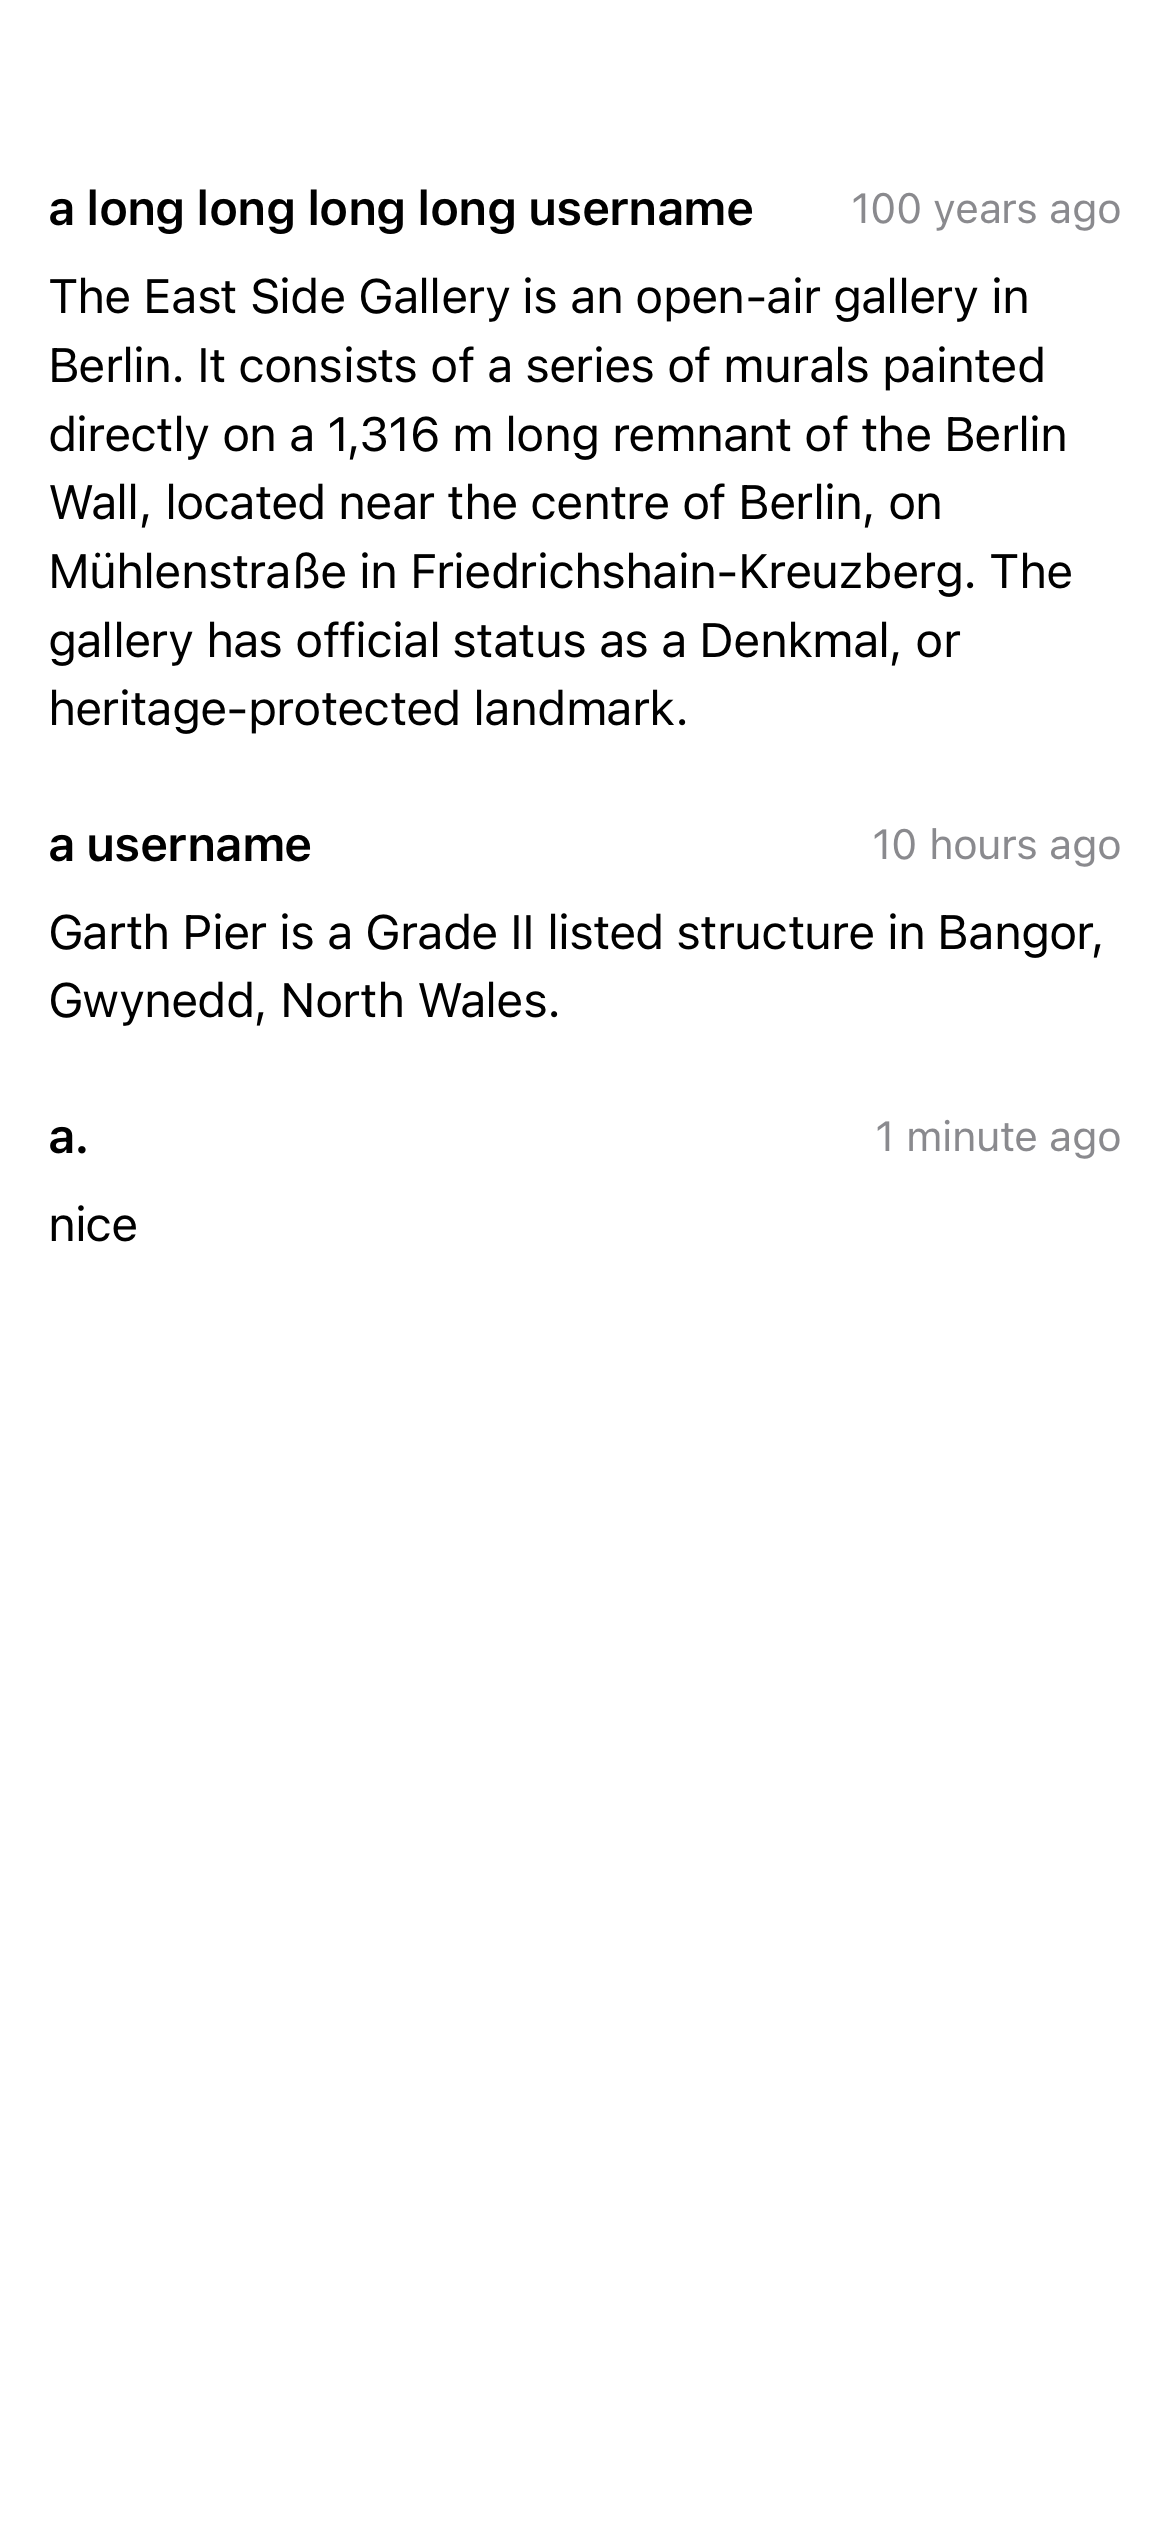 a long long long long username 100 years ago
The East Side Gallery is an open-air gallery in
Berlin. It consists of a series of murals painted
directly on a 1,316 m long remnant of the Berlin
Wall, located near the centre of Berlin, on
Mühlenstraße in Friedrichshain-Kreuzberg. The
gallery has official status as a Denkmal, or
heritage-protected landmark.
a username 10 hours ago
Garth Pier is a Grade II listed structure in Bangor,
Gwynedd, North Wales.
a. 1 minute ago
nice